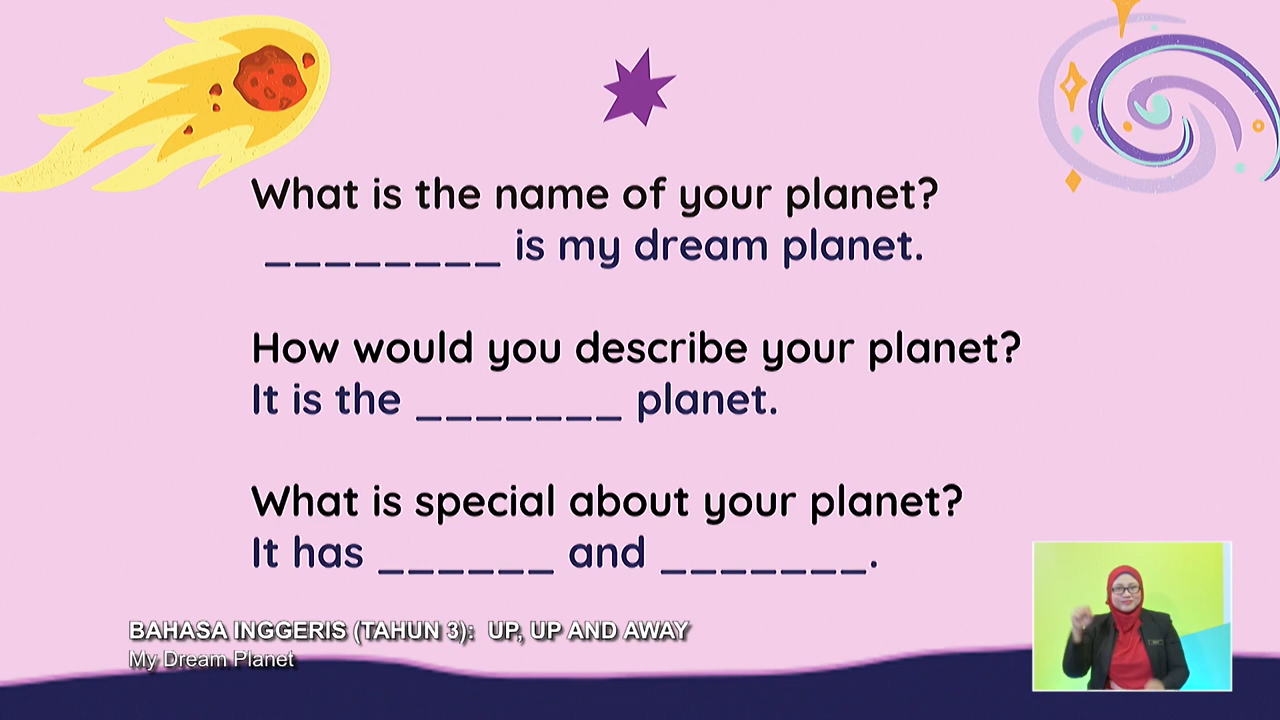 What is the name of your planet?
________ is my dream planet.
How would you describe your planet?
It is the _______ planet.
What is special about your planet?
It has ______ and _______.
BAHASA INGGERIS (TAHUN 3): UP, UP AND AWAY
My Dream Planet